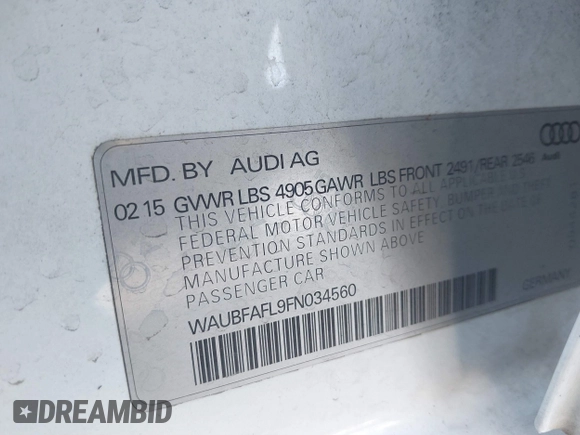 MFD. BY AUDI AG
02 15 GVWR LBS 4905 GAWR LBS FRONT 2491/REAR 2546
Audi
THIS VEHICLE CONFORMS TO ALL APPLICABLE
FEDERAL MOTOR VEHICLE SAFETY, BUMPER AND THEFT
PREVENTION STANDARDS IN EFFECT ON THE DATE OF
MANUFACTURE SHOWN ABOVE
PASSENGER CAR
WAUBFAFL9FN034560
GERMANY
DREAMBID